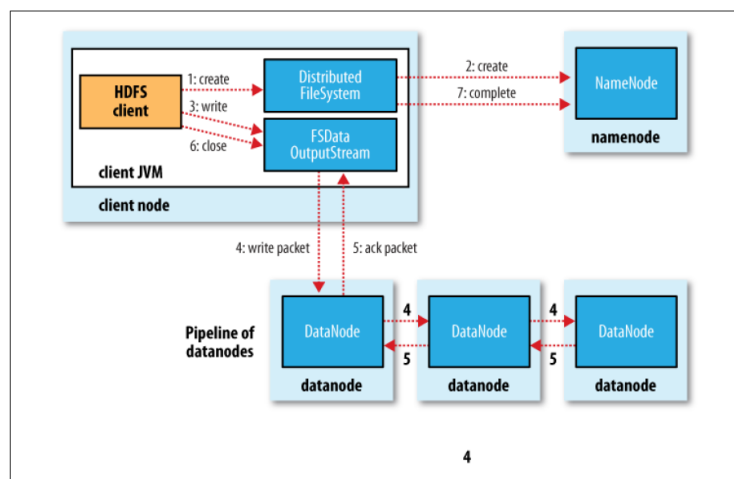 HDFS
client
1: create
3: write
6: close
Distributed
FileSystem
FSData
OutputStream
client JVM
client node
2: create
7: complete
NameNode
namenode
4: write packet
5: ack packet
Pipeline of
datanodes
DataNode
datanode
4
5
DataNode
datanode
4
5
DataNode
datanode
4